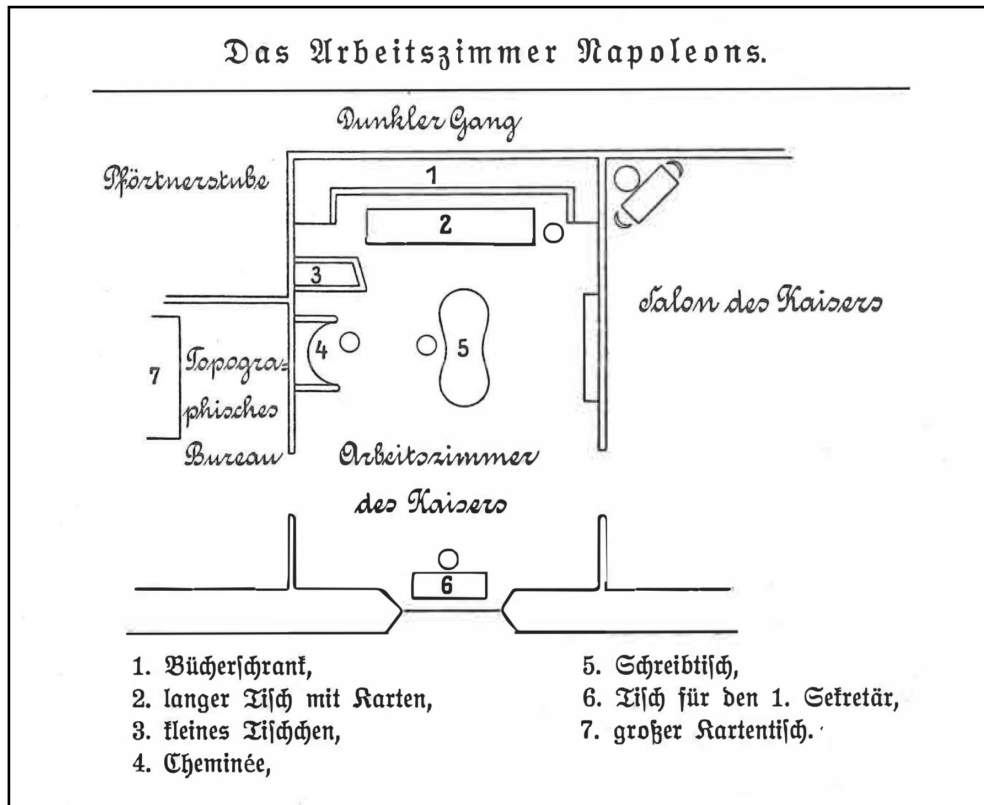 Das Arbeitszimmer Napoleons.
Dunkler Gang
Pförtnerstube
1
2
3
Salon des Kaisers
4
5
7
Topogra=
phisches
Bureau
Arbeitszimmer
des Kaisers
6
1. Bücherschrank,
2. langer Tisch mit Karten,
3. kleines Tischchen,
4. Cheminée,
5. Schreibtisch,
6. Tisch für den 1. Sekretär,
7. großer Kartentisch.